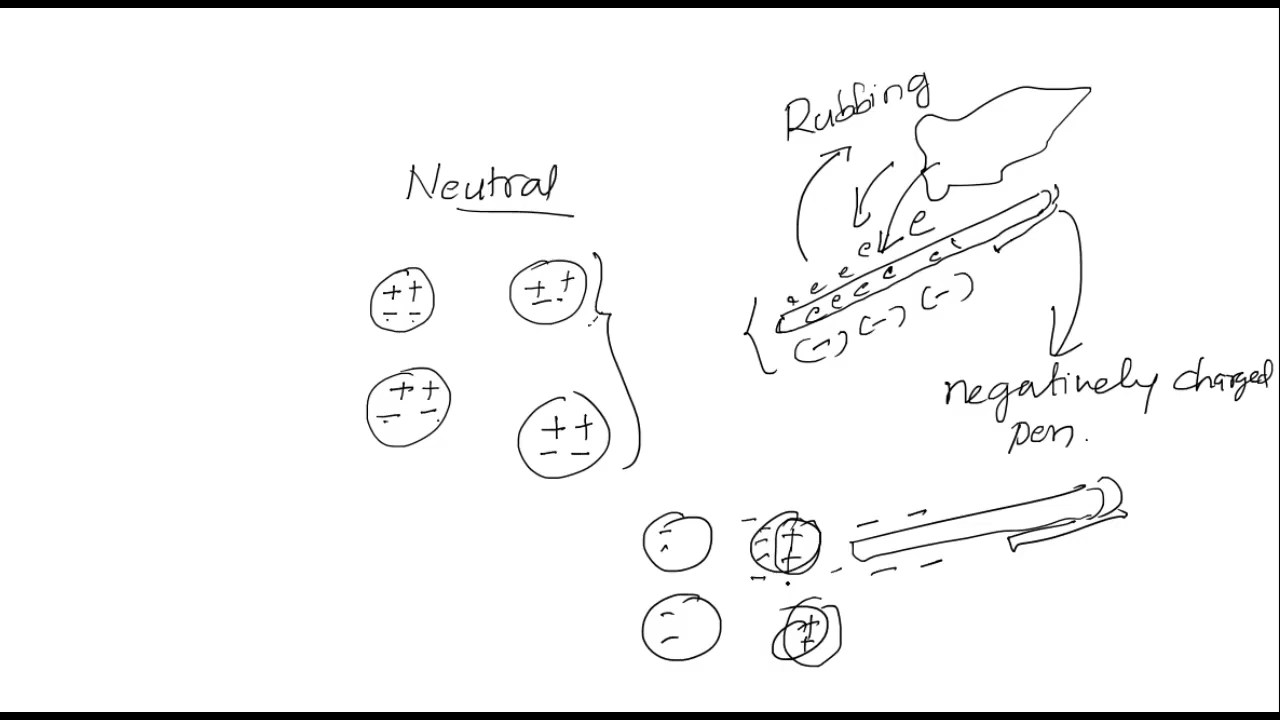 Rubbing
Neutral
+ + + +
- - - -
e e e e e
e e e e e
(-) (-) (-)
+ + + +
- - - -
negatively charged
pen.